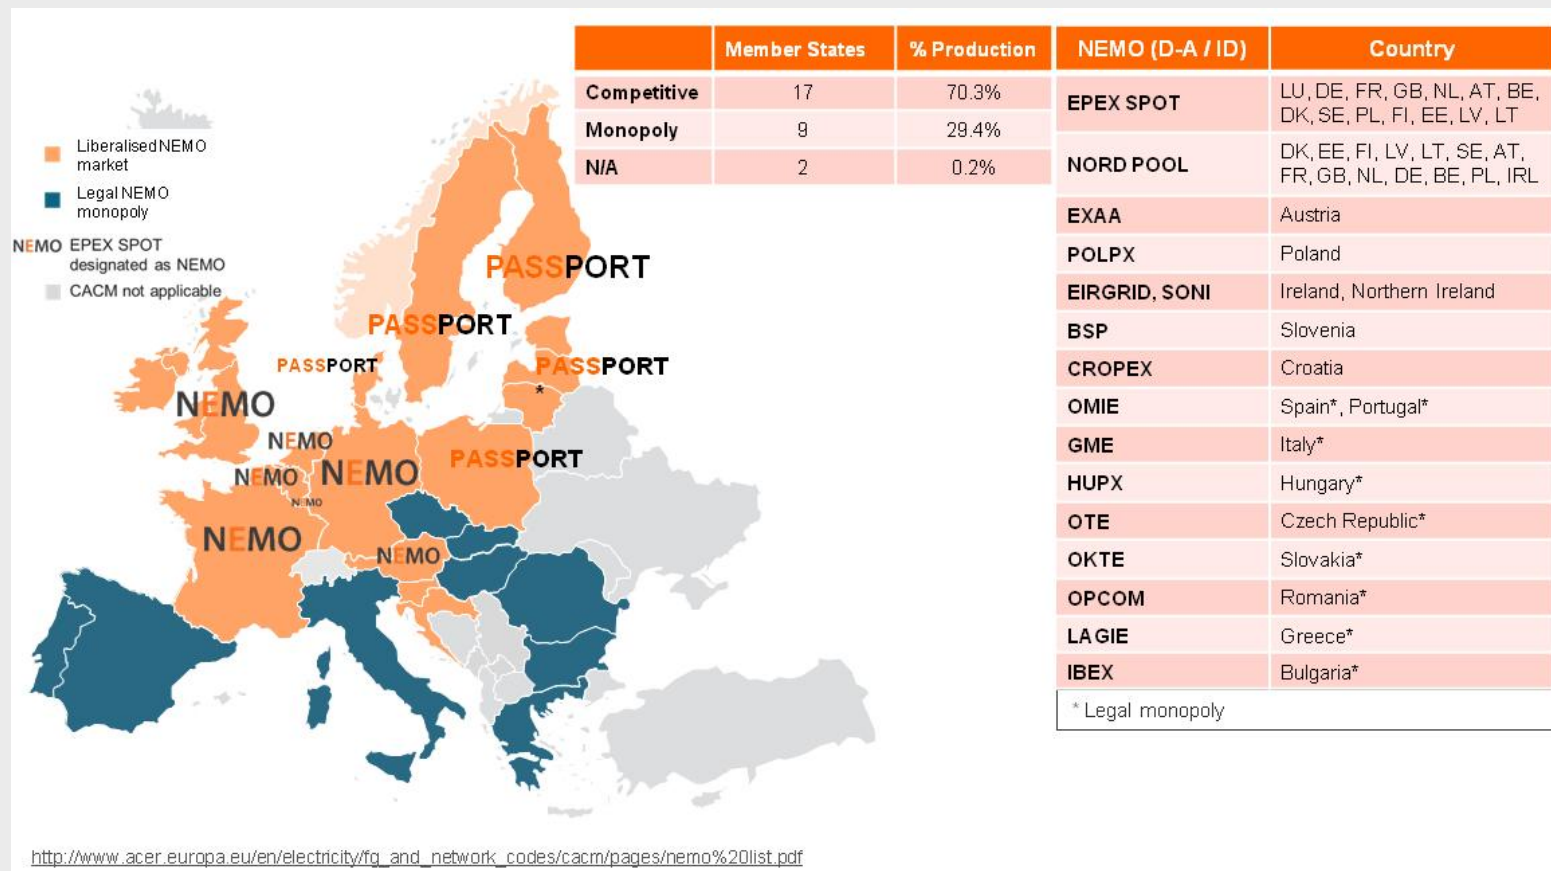 Member States % Production
Competitive 17 70.3%
Monopoly 9 29.4%
N/A 2 0.2%
NEMO (D-A / ID) Country
EPEX SPOT LU, DE, FR, GB, NL, AT, BE,
DK, SE, PL, FI, EE, LV, LT
NORD POOL DK, EE, FI, LV, LT, SE, AT,
FR, GB, NL, DE, BE, PL, IRL
EXAA Austria
POLPX Poland
EIRGRID, SONI Ireland, Northern Ireland
BSP Slovenia
CROPEX Croatia
OMIE Spain*, Portugal*
GME Italy*
HUPX Hungary*
OTE Czech Republic*
OKTE Slovakia*
OPCOM Romania*
LAGIE Greece*
IBEX Bulgaria*
* Legal monopoly
Liberalised NEMO
market
Legal NEMO
monopoly
NEMO EPEX SPOT
designated as NEMO
CACM not applicable
PASSPORT
PASSPORT
PASSPORT
PASSPORT
*
NEMO
NEMO
PASSPORT
NEMO
NEMO
NEMO
NEMO
NEMO
http://www.acer.europa.eu/en/electricity/fg_and_network_codes/cacm/pages/nemo%20list.pdf